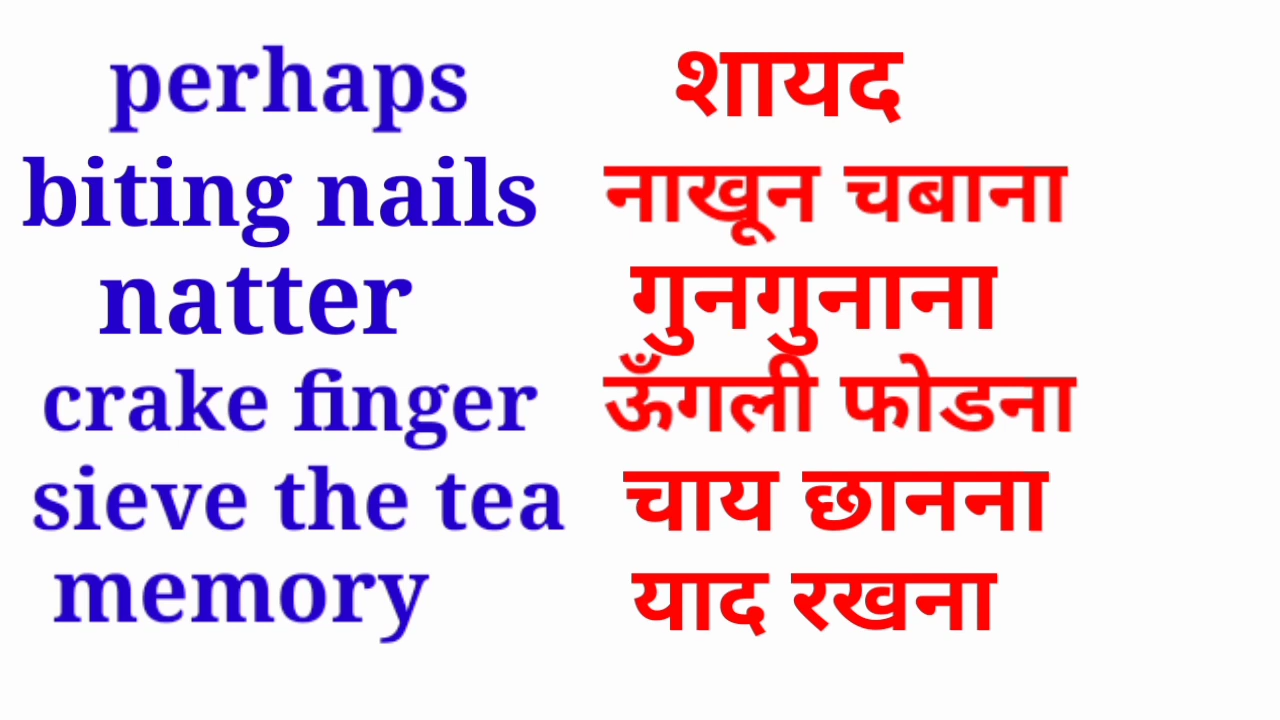 perhaps शायद
biting nails नाखून चबाना
natter गुनगुनाना
crake finger ऊँगली फोडना
sieve the tea चाय छानना
memory याद रखना